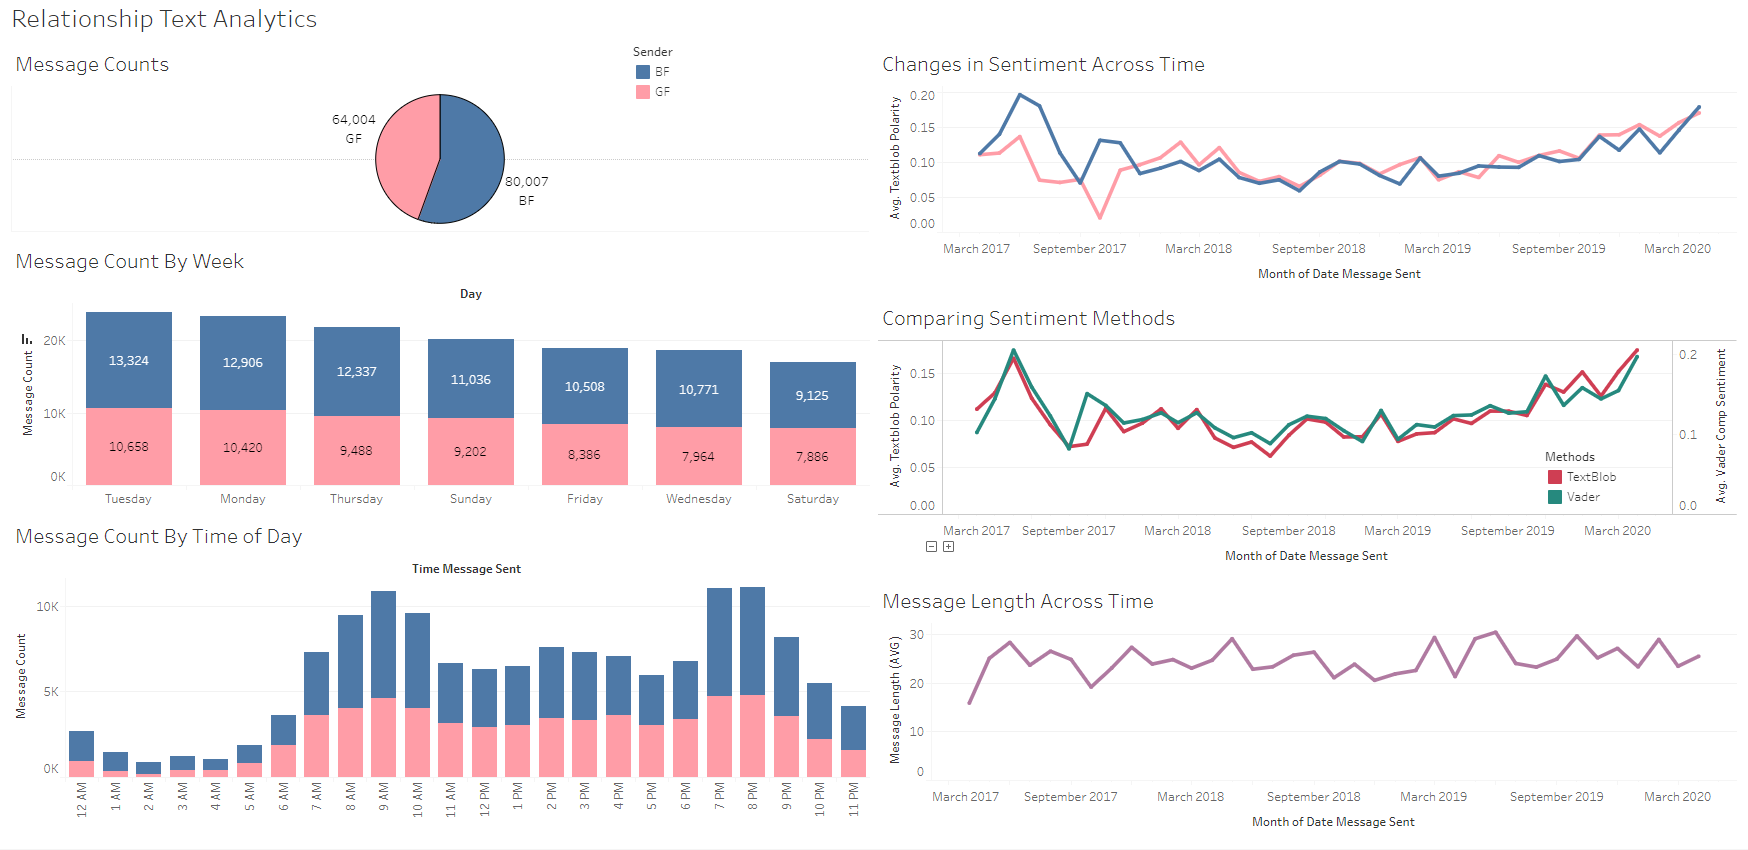 Relationship Text Analytics
Message Counts
Sender
BF
GF
64,004
GF
80,007
BF
Message Count By Week
Day
Message Count
20K
10K
0K
13,324
12,906
12,337
11,036
10,508
10,771
9,125
10,658
10,420
9,488
9,202
8,386
7,964
7,886
Tuesday
Monday
Thursday
Sunday
Friday
Wednesday
Saturday
Message Count By Time of Day
Time Message Sent
Message Count
10K
5K
0K
12 AM
1 AM
2 AM
3 AM
4 AM
5 AM
6 AM
7 AM
8 AM
9 AM
10 AM
11 AM
12 PM
1 PM
2 PM
3 PM
4 PM
5 PM
6 PM
7 PM
8 PM
9 PM
10 PM
11 PM
Changes in Sentiment Across Time
Avg. Textblob Polarity
0.20
0.15
0.10
0.05
0.00
March 2017
September 2017
March 2018
September 2018
March 2019
September 2019
March 2020
Month of Date Message Sent
Comparing Sentiment Methods
Avg. Textblob Polarity
0.15
0.10
0.05
0.00
0.2
0.1
0.0
Avg. Vader Comp Sentiment
Methods
TextBlob
Vader
March 2017
September 2017
March 2018
September 2018
March 2019
September 2019
March 2020
Month of Date Message Sent
Message Length Across Time
Message Length (AVG)
30
20
10
0
March 2017
September 2017
March 2018
September 2018
March 2019
September 2019
March 2020
Month of Date Message Sent